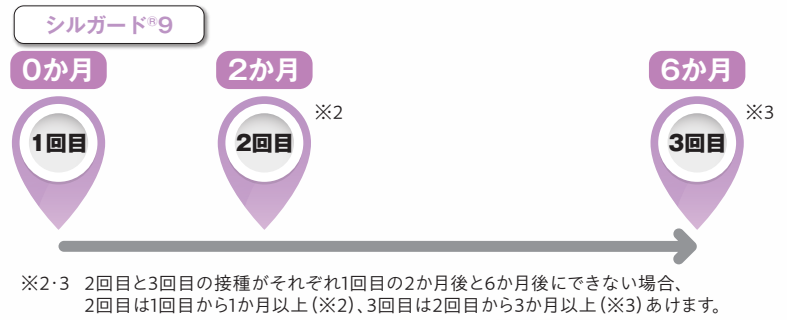 シルガード®9
0か月 2か月 6か月
1回目 2回目 ※2 3回目 ※3
※2・3 2回目と3回目の接種がそれぞれ1回目の2か月後と6か月後にできない場合、
2回目は1回目から1か月以上(※2)、3回目は2回目から3か月以上(※3)あけます。